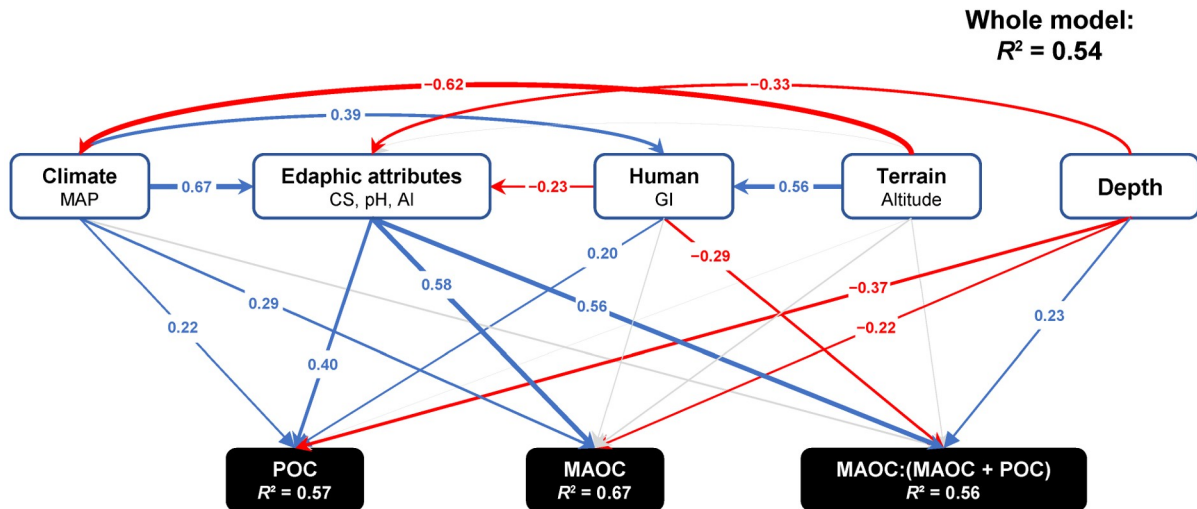 Whole model:
R² = 0.54
−0.62
−0.33
0.39
Climate
MAP
0.67
Edaphic attributes
CS, pH, Al
−0.23
Human
GI
0.56
Terrain
Altitude
Depth
0.20
−0.29
0.58
−0.37
0.29
0.56
0.22
0.23
−0.22
0.40
POC
R² = 0.57
MAOC
R² = 0.67
MAOC:(MAOC + POC)
R² = 0.56